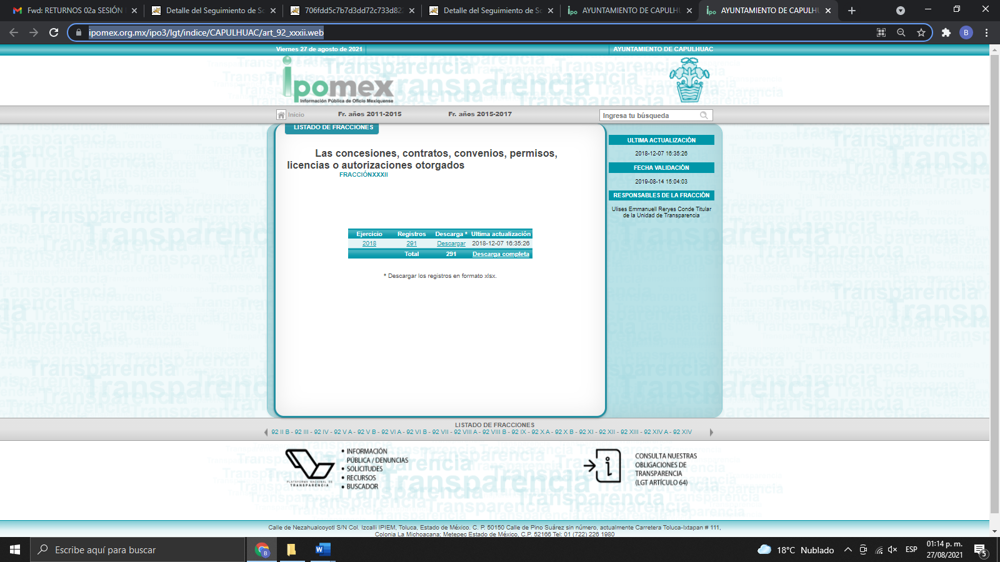 Fwd: RETURNOS 02a SESIÓN
Detalle del Seguimiento de So
706fdd5c7b7d3dd72c733d82
Detalle del Seguimiento de So
AYUNTAMIENTO DE CAPULHU
AYUNTAMIENTO DE CAPULHU
ipomex.org.mx/ipo3/lgt/indice/CAPULHUAC/art_92_xxxii.web
B
Viernes 27 de agosto de 2021
AYUNTAMIENTO DE CAPULHUAC
Transparencia
ipomex
Información Pública de Oficio Mexiquense
Inicio
Fr. años 2011-2015
Fr. años 2015-2017
Ingresa tu búsqueda
LISTADO DE FRACCIONES
Las concesiones, contratos, convenios, permisos,
licencias o autorizaciones otorgados
FRACCIÓNXXXII
ULTIMA ACTUALIZACIÓN
2018-12-07 16:35:26
FECHA VALIDACIÓN
2019-08-14 15:04:03
RESPONSABLES DE LA FRACCIÓN
Ulises Emmanuell Reryes Conde Titular
de la Unidad de Transparencia
Ejercicio Registros Descarga * Ultima actualización
2018 291 Descargar 2018-12-07 16:35:26
Total 291 Descarga completa
* Descargar los registros en formato xlsx.
LISTADO DE FRACCIONES
92 II B - 92 III - 92 IV - 92 V A - 92 V B - 92 VI A - 92 VI B - 92 VII - 92 VIII A - 92 VIII B - 92 IX - 92 X A - 92 X B - 92 XI - 92 XII - 92 XIII - 92 XIV A - 92 XIV
PLATAFORMA NACIONAL DE
TRANSPARENCIA
• INFORMACIÓN
PÚBLICA / DENUNCIAS
• SOLICITUDES
• RECURSOS
• BUSCADOR
CONSULTA NUESTRAS
OBLIGACIONES DE
TRANSPARENCIA
(LGT ARTÍCULO 64)
Calle de Nezahualcoyotl S/N Col. Izcalli IPIEM, Toluca, Estado de México. C. P. 50150 Calle de Pino Suárez sin número, actualmente Carretera Toluca-Ixtapan # 111,
Colonia La Michoacana; Metepec Estado de México, C.P. 52166 Tel: 01 (722) 226 1980
Escribe aquí para buscar
18°C Nublado
ESP
01:14 p. m.
27/08/2021
5